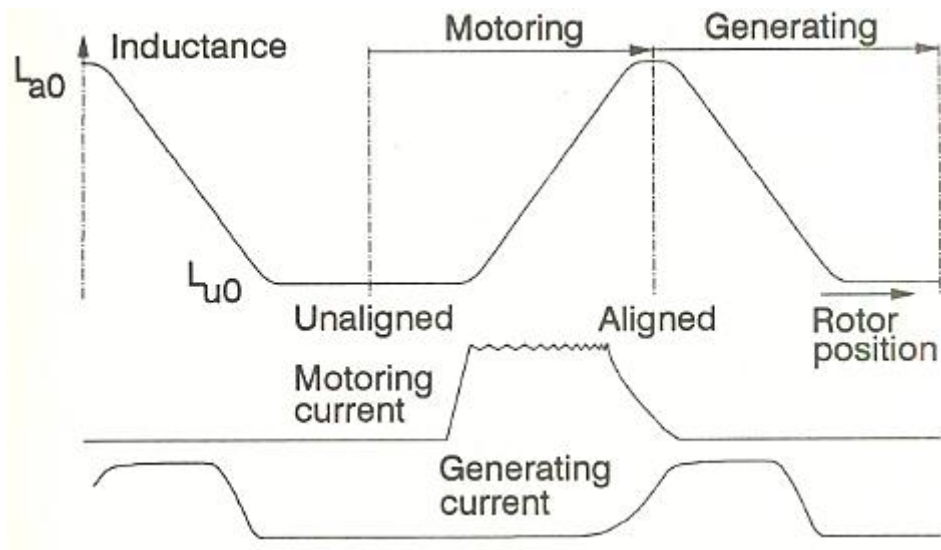 Inductance
Motoring
Generating
La0
Lu0
Unaligned
Aligned
Rotor
position
Motoring
current
Generating
current